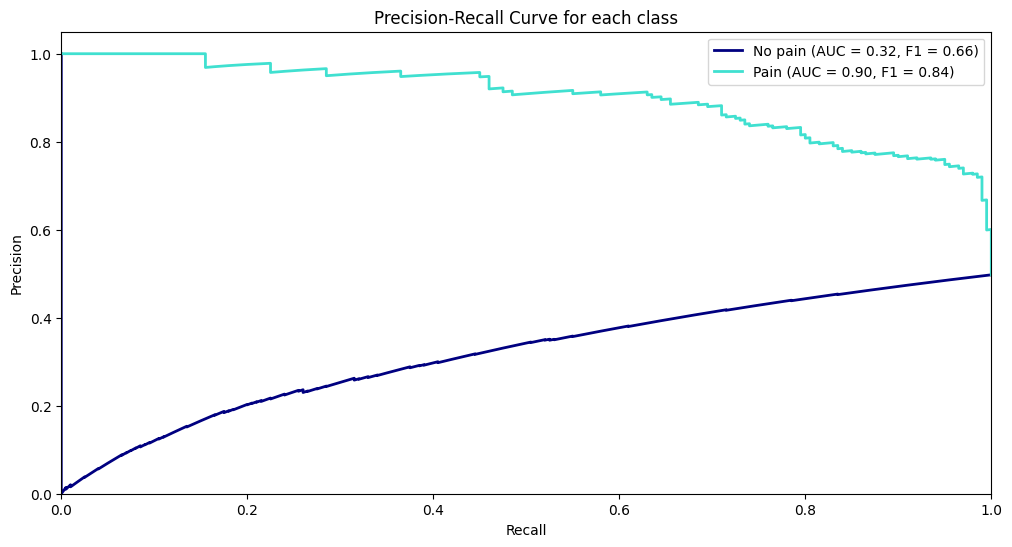 Precision-Recall Curve for each class
No pain (AUC = 0.32, F1 = 0.66)
Pain (AUC = 0.90, F1 = 0.84)
Precision
1.0
0.8
0.6
0.4
0.2
0.0
0.0 0.2 0.4 0.6 0.8 1.0
Recall